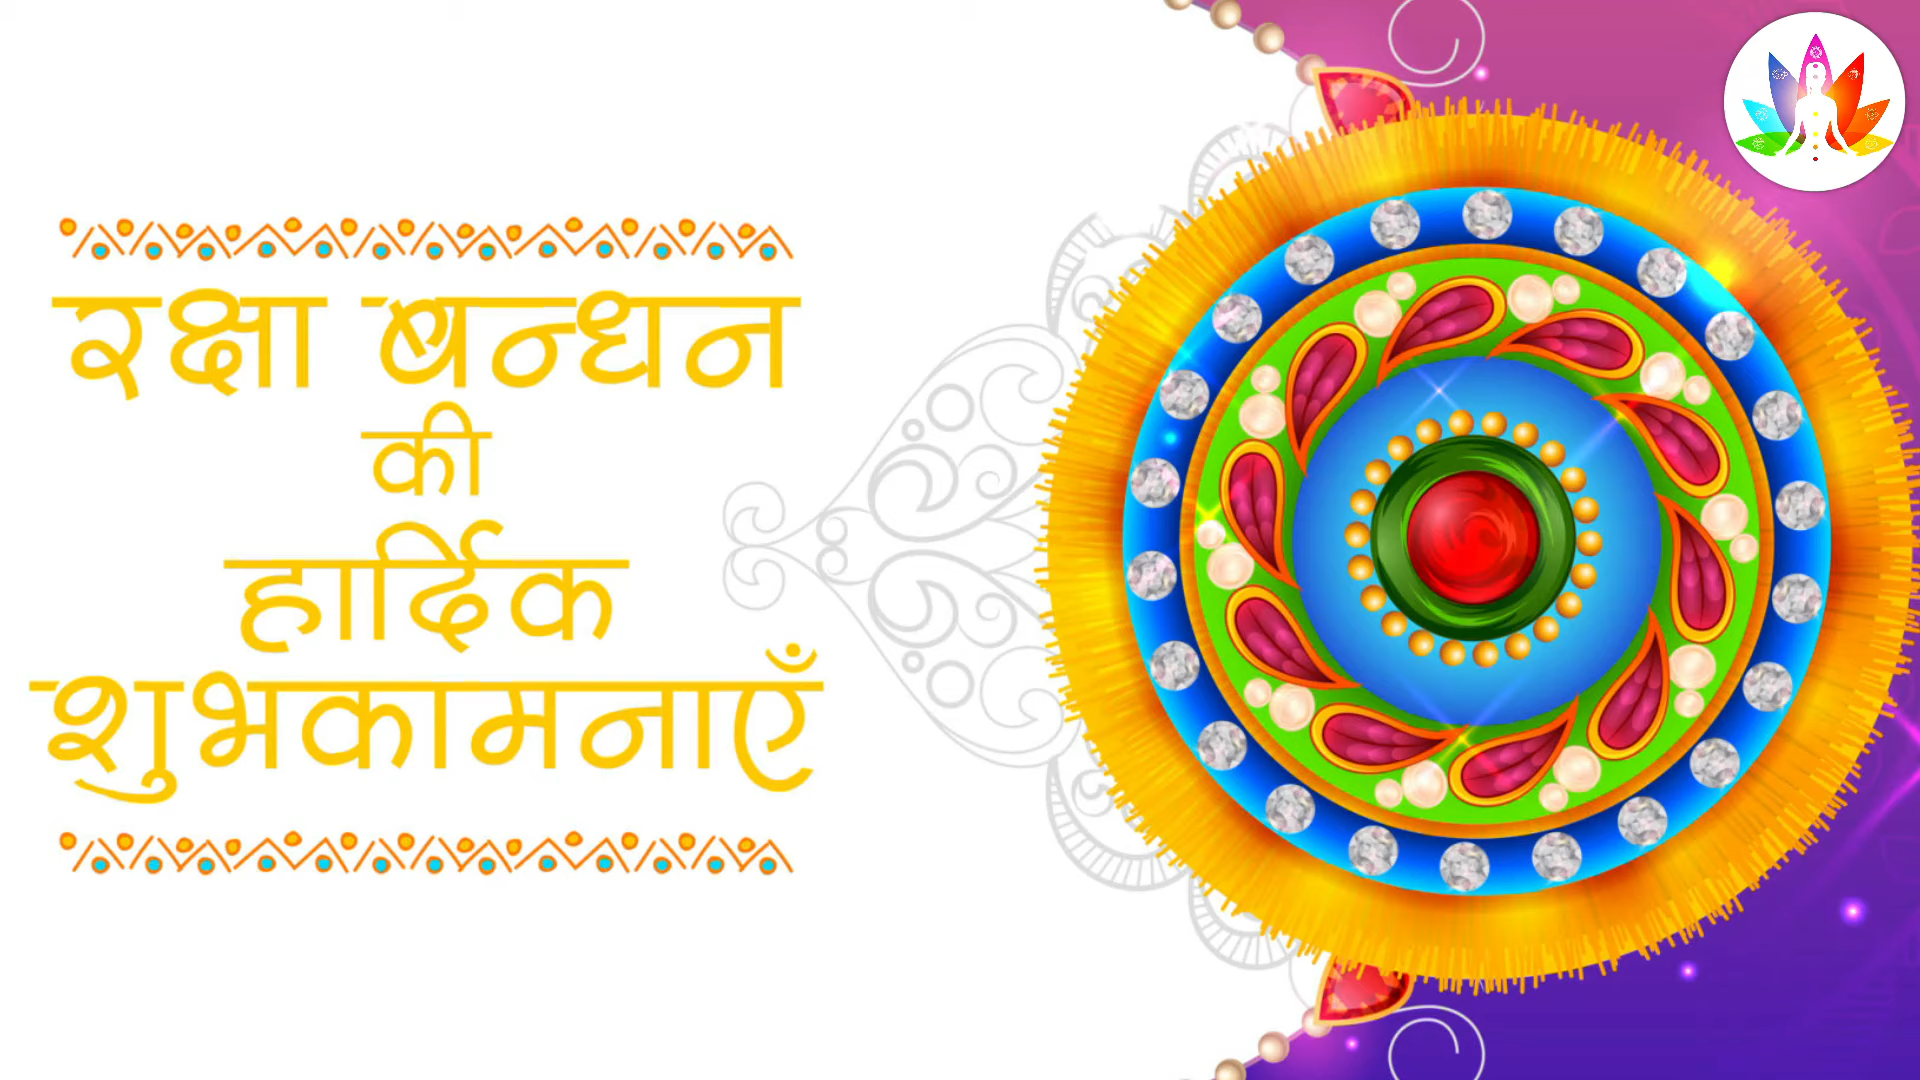 रक्षा बन्धन
की
हार्दिक
शुभकामनाएँ